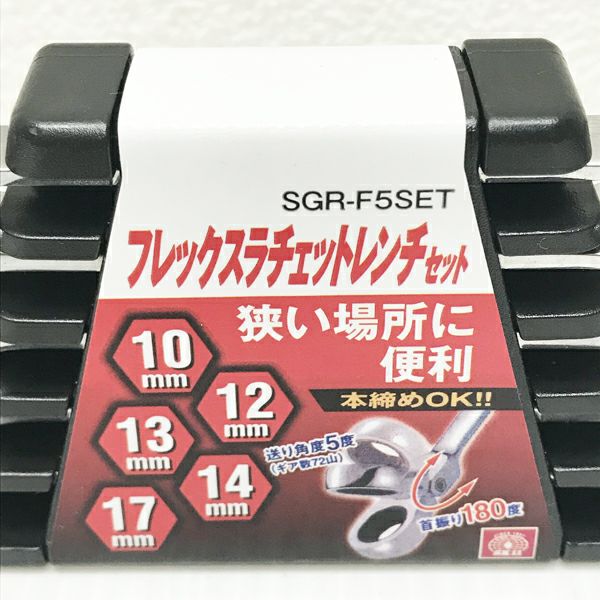 SGR-F5SET
フレックスラチェットレンチセット
狭い場所に
便利
本締めOK!!
10
mm
12
mm
13
mm
14
mm
17
mm
送り角度5度
(ギア数72山)
首振り180度